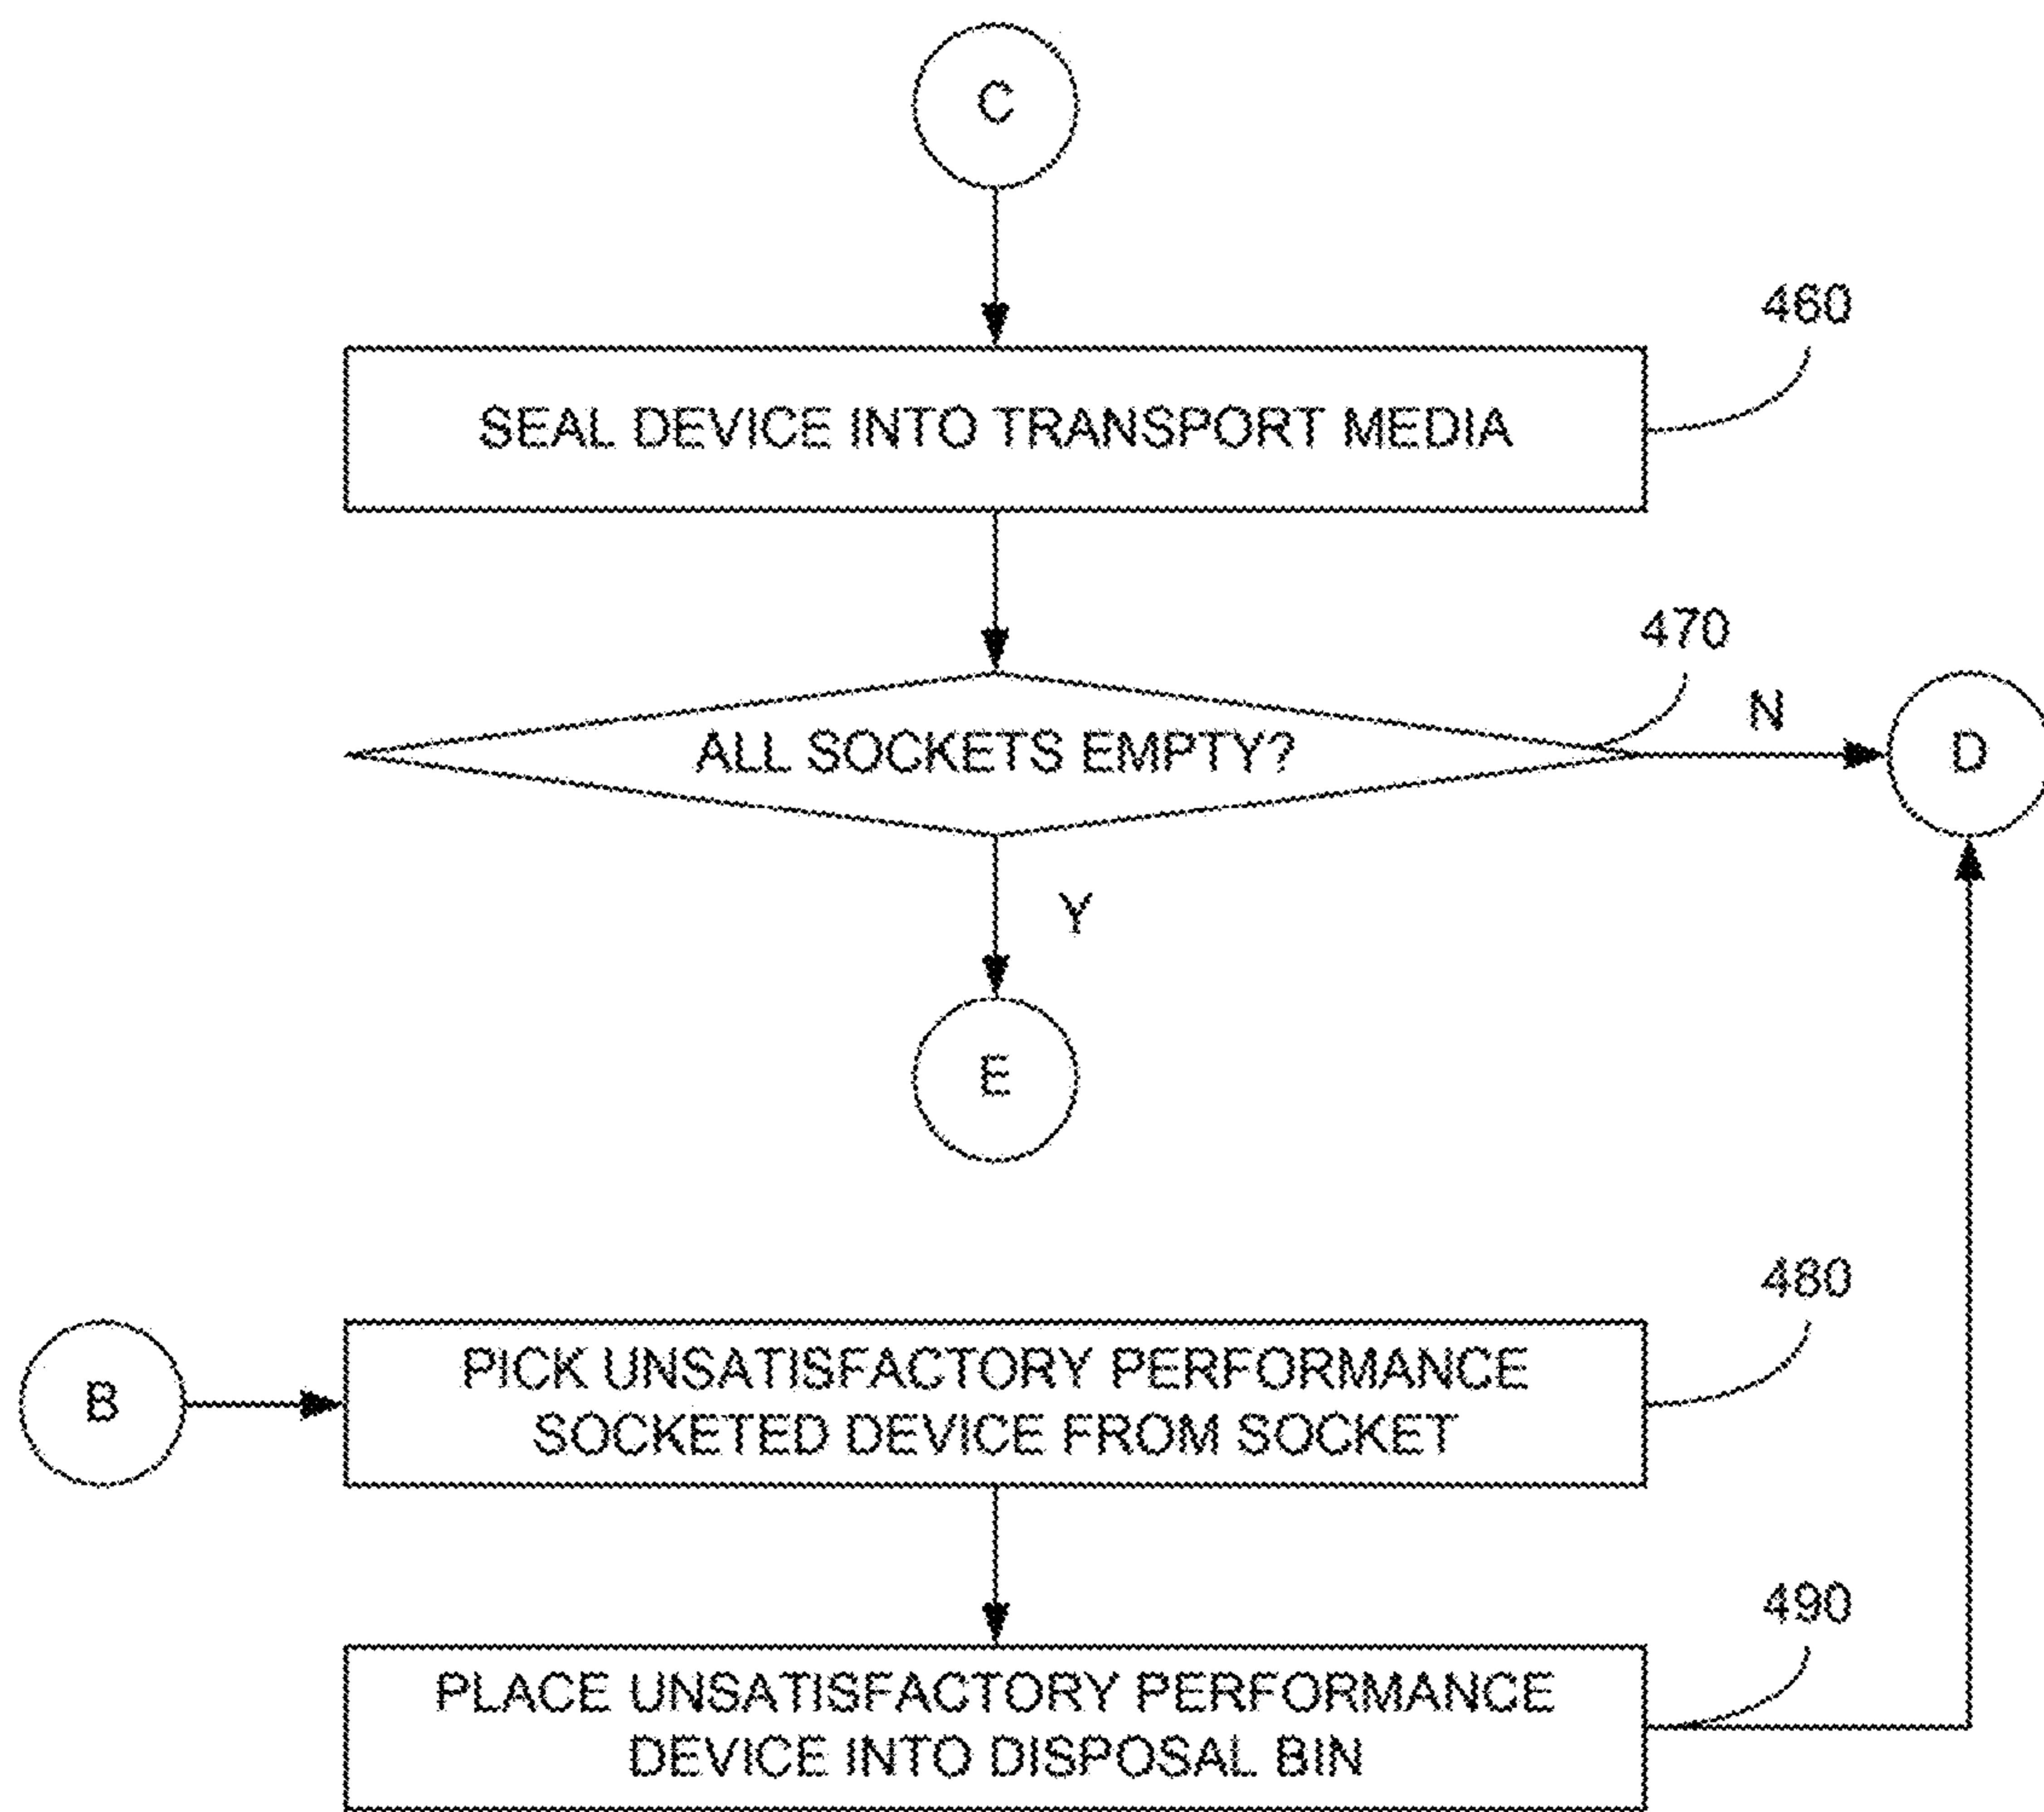 C
460
SEAL DEVICE INTO TRANSPORT MEDIA
470
N
ALL SOCKETS EMPTY?
D
Y
E
480
B
PICK UNSATISFACTORY PERFORMANCE
SOCKETED DEVICE FROM SOCKET
490
PLACE UNSATISFACTORY PERFORMANCE
DEVICE INTO DISPOSAL BIN